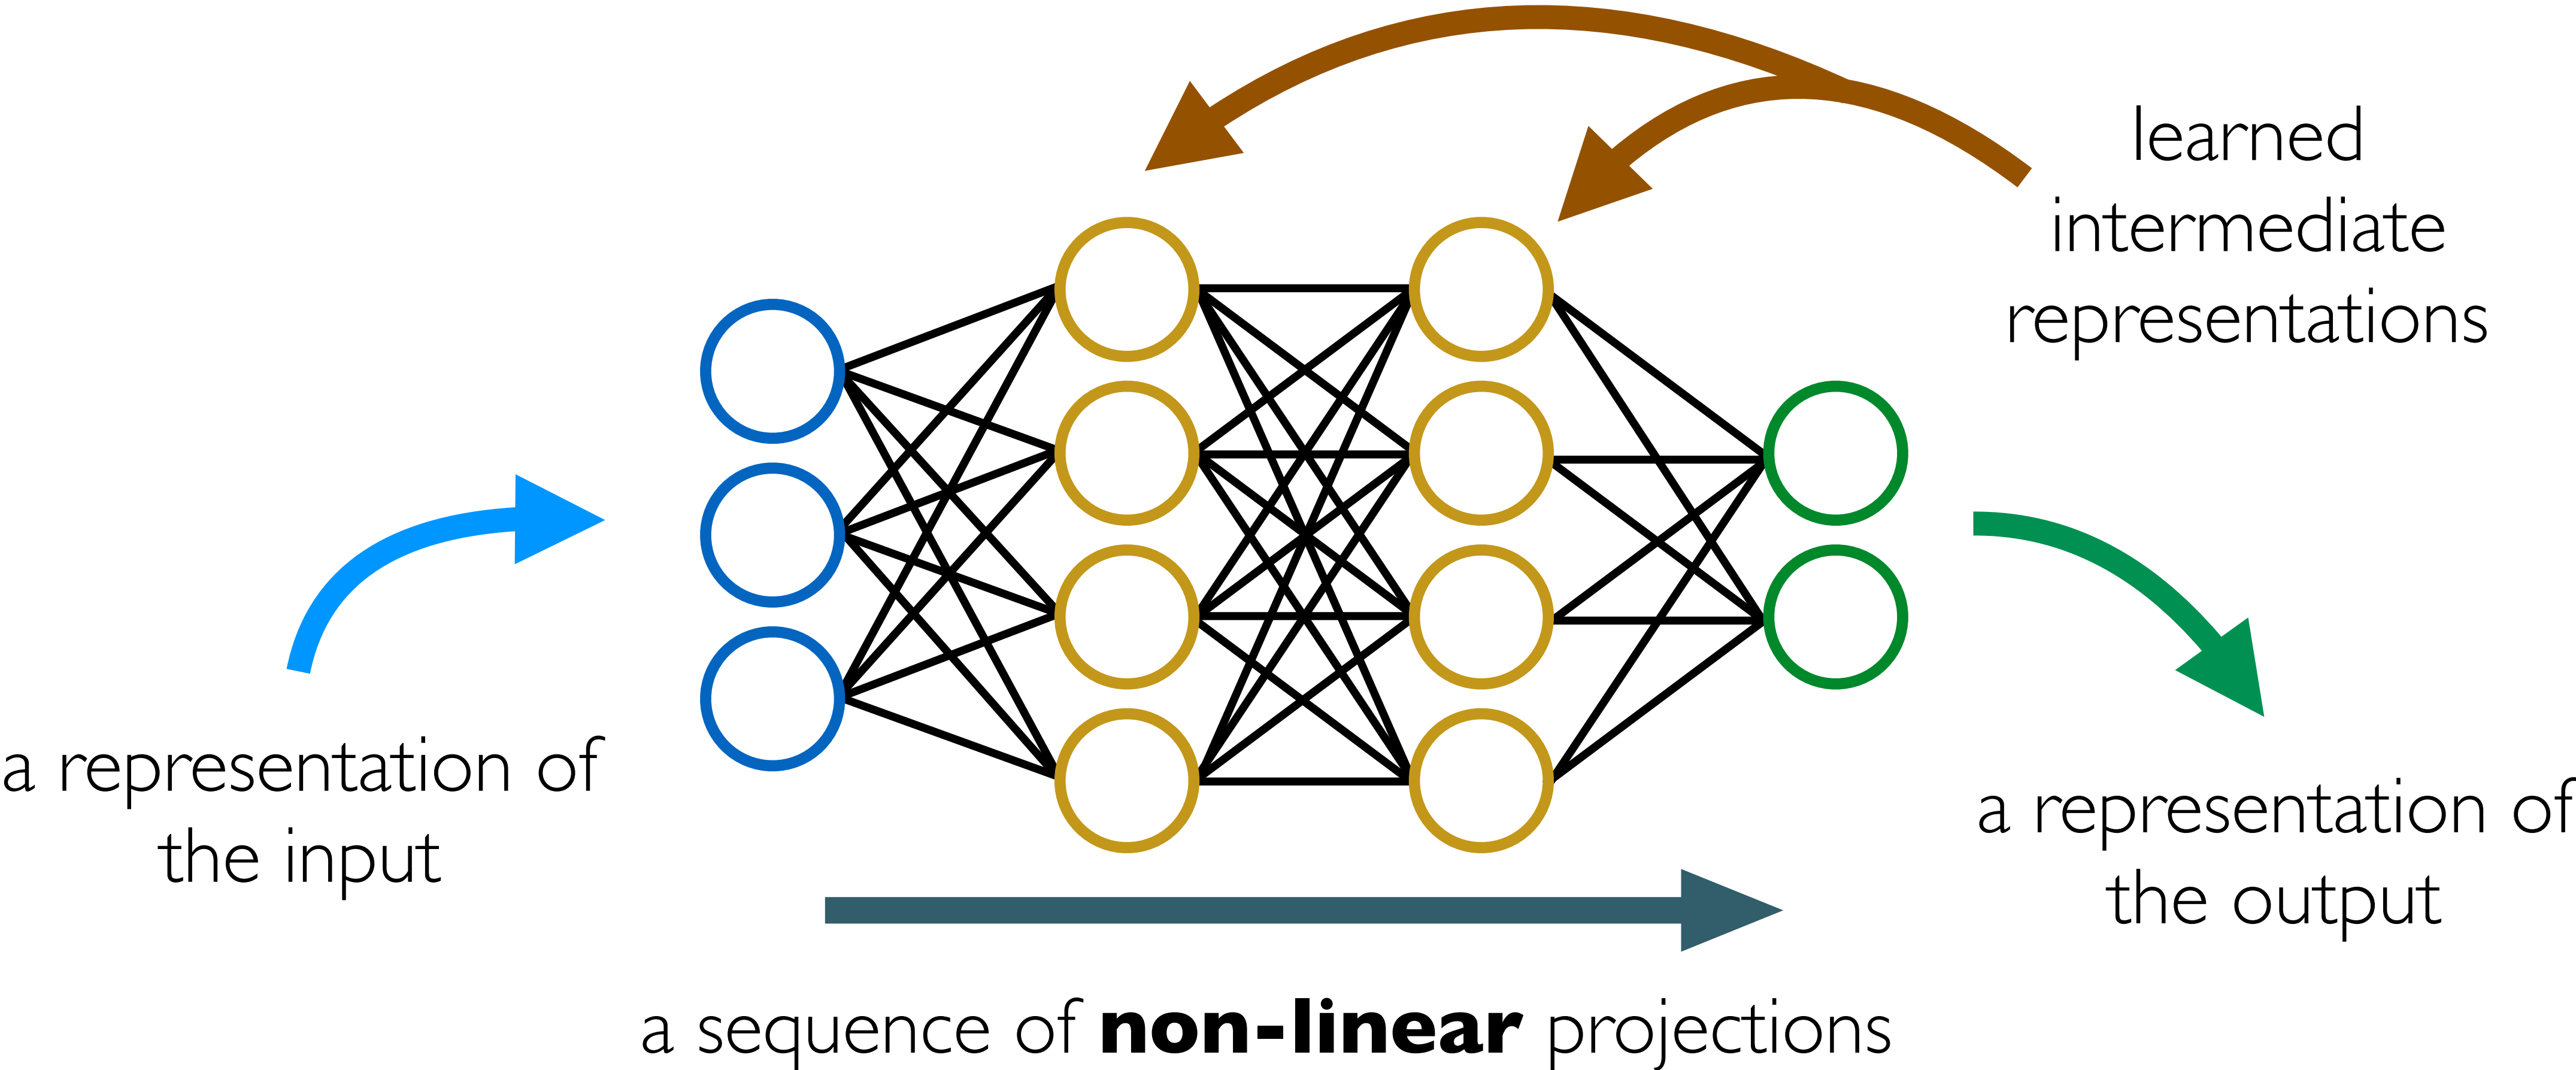 learned
intermediate
representations
a representation of
the input
a representation of
the output
a sequence of non-linear projections